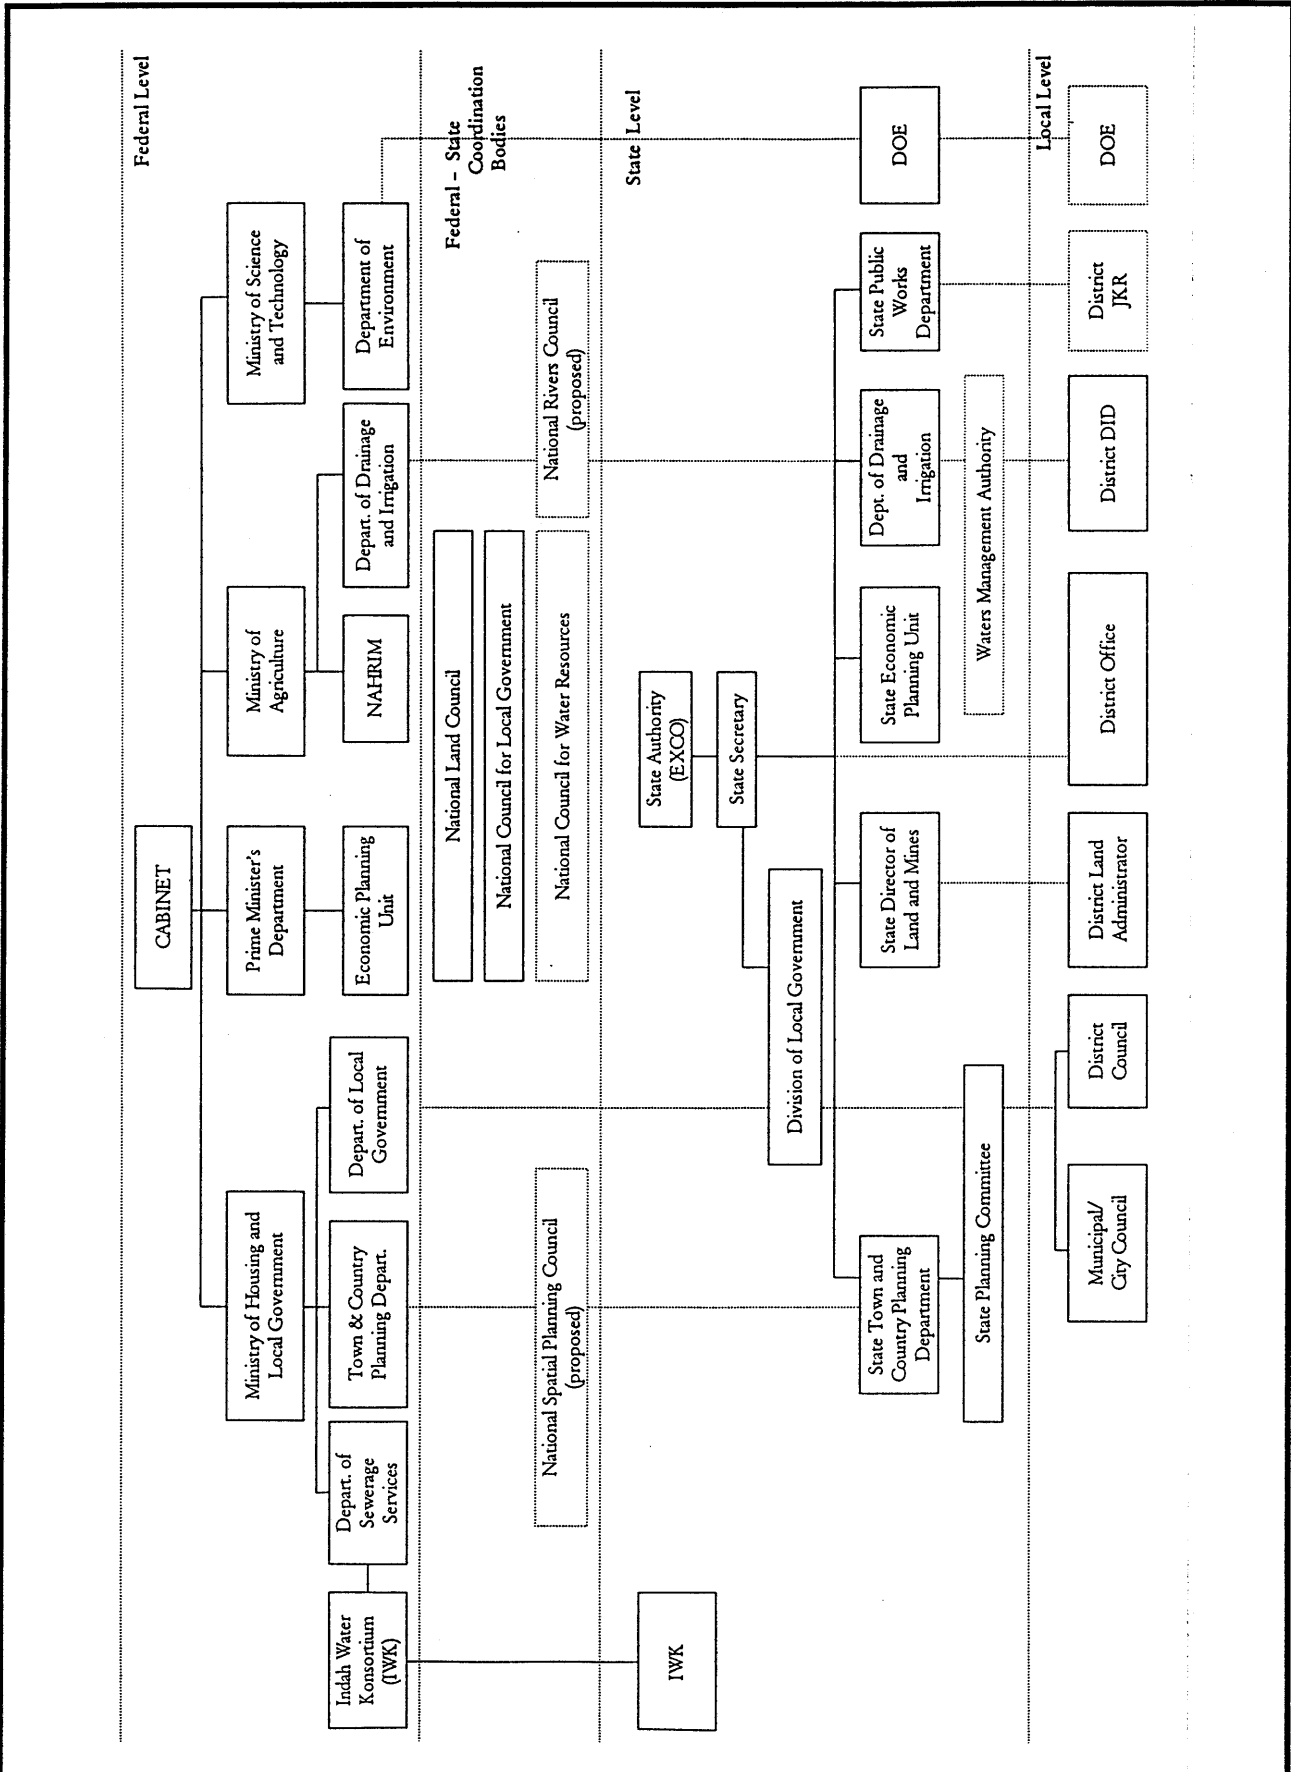 Federal Level
CABINET
Ministry of Housing and
Local Government
Prime Minister's
Department
Ministry of
Agriculture
Ministry of Science
and Technology
Indah Water
Konsortium
(IWK)
Depart. of
Sewerage
Services
Town & Country
Planning Depart.
Depart. of Local
Government
Economic Planning
Unit
NAHRIM
Depart. of Drainage
and Irrigation
Department of
Environment
Federal - State
Coordination
Bodies
National Land Council
National Council for Local Government
National Spatial Planning Council
(proposed)
National Council for Water Resources
National Rivers Council
(proposed)
State Level
IWK
State Authority
(EXCO)
State Secretary
Division of Local Government
State Town and
Country Planning
Department
State Director of
Land and Mines
State Economic
Planning Unit
Dept. of Drainage
and
Irrigation
State Public
Works
Department
DOE
State Planning Committee
Waters Management Authority
Local Level
Municipal/
City Council
District
Council
District Land
Administrator
District Office
District DID
District
JKR
DOE